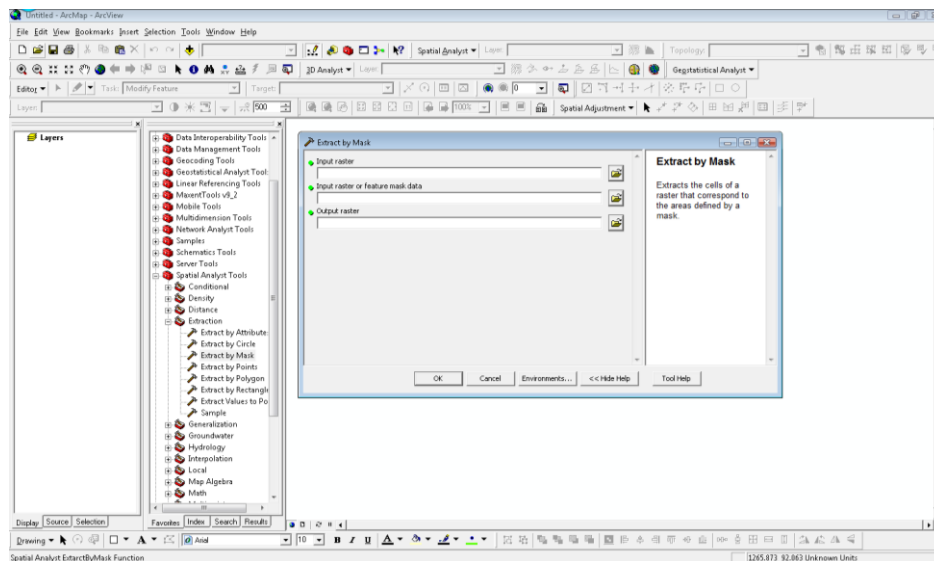 Untitled - ArcMap - ArcView
File Edit View Bookmarks Insert Selection Tools Window Help
Spatial Analyst Layer: Topology:
3D Analyst Layer: Geostatistical Analyst
Editor Task: Modify Feature Target: 0
Layer: 500 100% Spatial Adjustment
Layers
Data Interoperability Tools
Data Management Tools
Geocoding Tools
Geostatistical Analyst Tool:
Linear Referencing Tools
MaxentTools v9_2
Mobile Tools
Multidimension Tools
Network Analyst Tools
Samples
Schematics Tools
Server Tools
Spatial Analyst Tools
Conditional
Density
Distance
Extraction
Extract by Attribute:
Extract by Circle
Extract by Mask
Extract by Points
Extract by Polygon
Extract by Rectangle
Extract Values to Po
Sample
Generalization
Groundwater
Hydrology
Interpolation
Local
Map Algebra
Math
Extract by Mask
Input raster
Input raster or feature mask data
Output raster
OK Cancel Environments... << Hide Help Tool Help
Extract by Mask
Extracts the cells of a
raster that correspond to
the areas defined by a
mask.
Display Source Selection
Favorites Index Search Results
Drawing A Arial 10 B I U A
Spatial Analyst ExtarctByMask Function
1265.873 92.063 Unknown Units